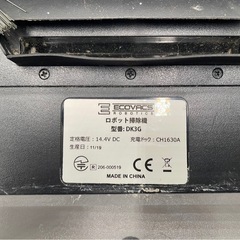 ECOVACS
ROBOTICS
ロボット掃除機
型番: DK3G
定格電圧：14.4V DC 充電ドック：CH1630A
生産日：11/19
R 206-000519
MADE IN CHINA